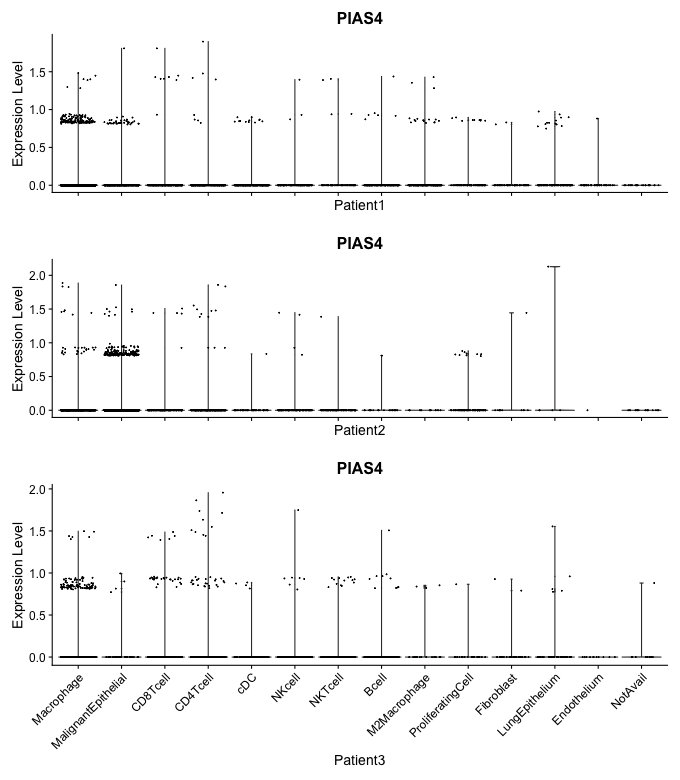 PIAS4
Expression Level
1.5
1.0
0.5
0.0
Patient1
PIAS4
Expression Level
2.0
1.5
1.0
0.5
0.0
Patient2
PIAS4
Expression Level
2.0
1.5
1.0
0.5
0.0
Macrophage
MalignantEpithelial
CD8Tcell
CD4Tcell
cDC
NKcell
NKTcell
Bcell
M2Macrophage
ProliferatingCell
Fibroblast
LungEpithelium
Endothelium
NotAvail
Patient3